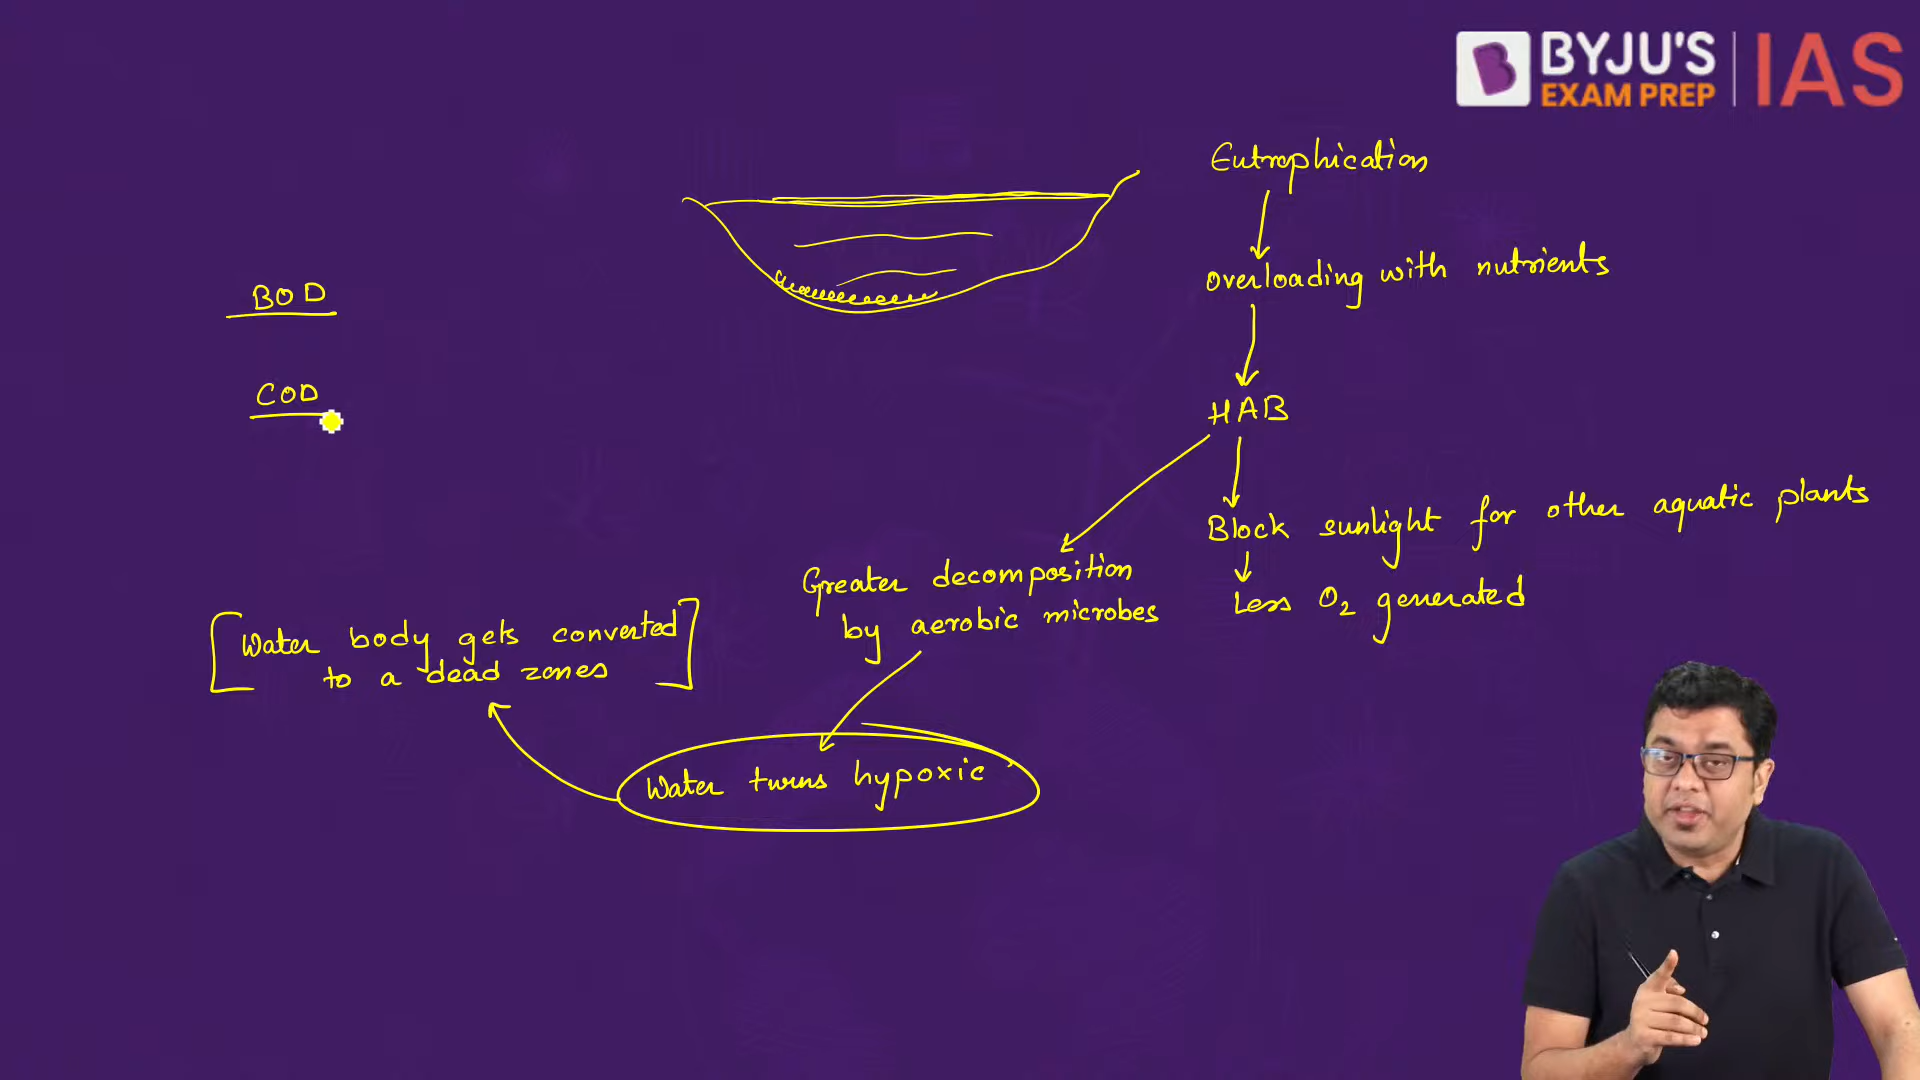 BYJU'S
EXAM PREP
IAS
Eutrophication
Overloading with nutrients
HAB
Block sunlight for other aquatic plants
Less O2 generated
Greater decomposition
by aerobic microbes
Water turns hypoxic
[Water body gets converted
to a dead zones]
BOD
COD